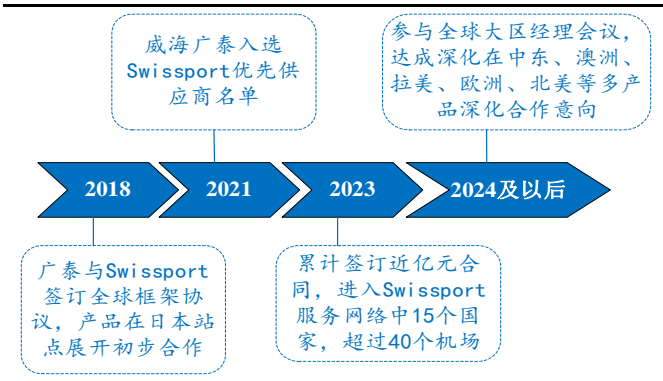 威海广泰入选
Swissport优先供
应商名单
参与全球大区经理会议，
达成深化在中东、澳洲、
拉美、欧洲、北美等多产
品深化合作意向
2018
2021
2023
2024及以后
广泰与Swissport
签订全球框架协
议，产品在日本站
点展开初步合作
累计签订近亿元合
同，进入Swissport
服务网络中15个国
家，超过40个机场